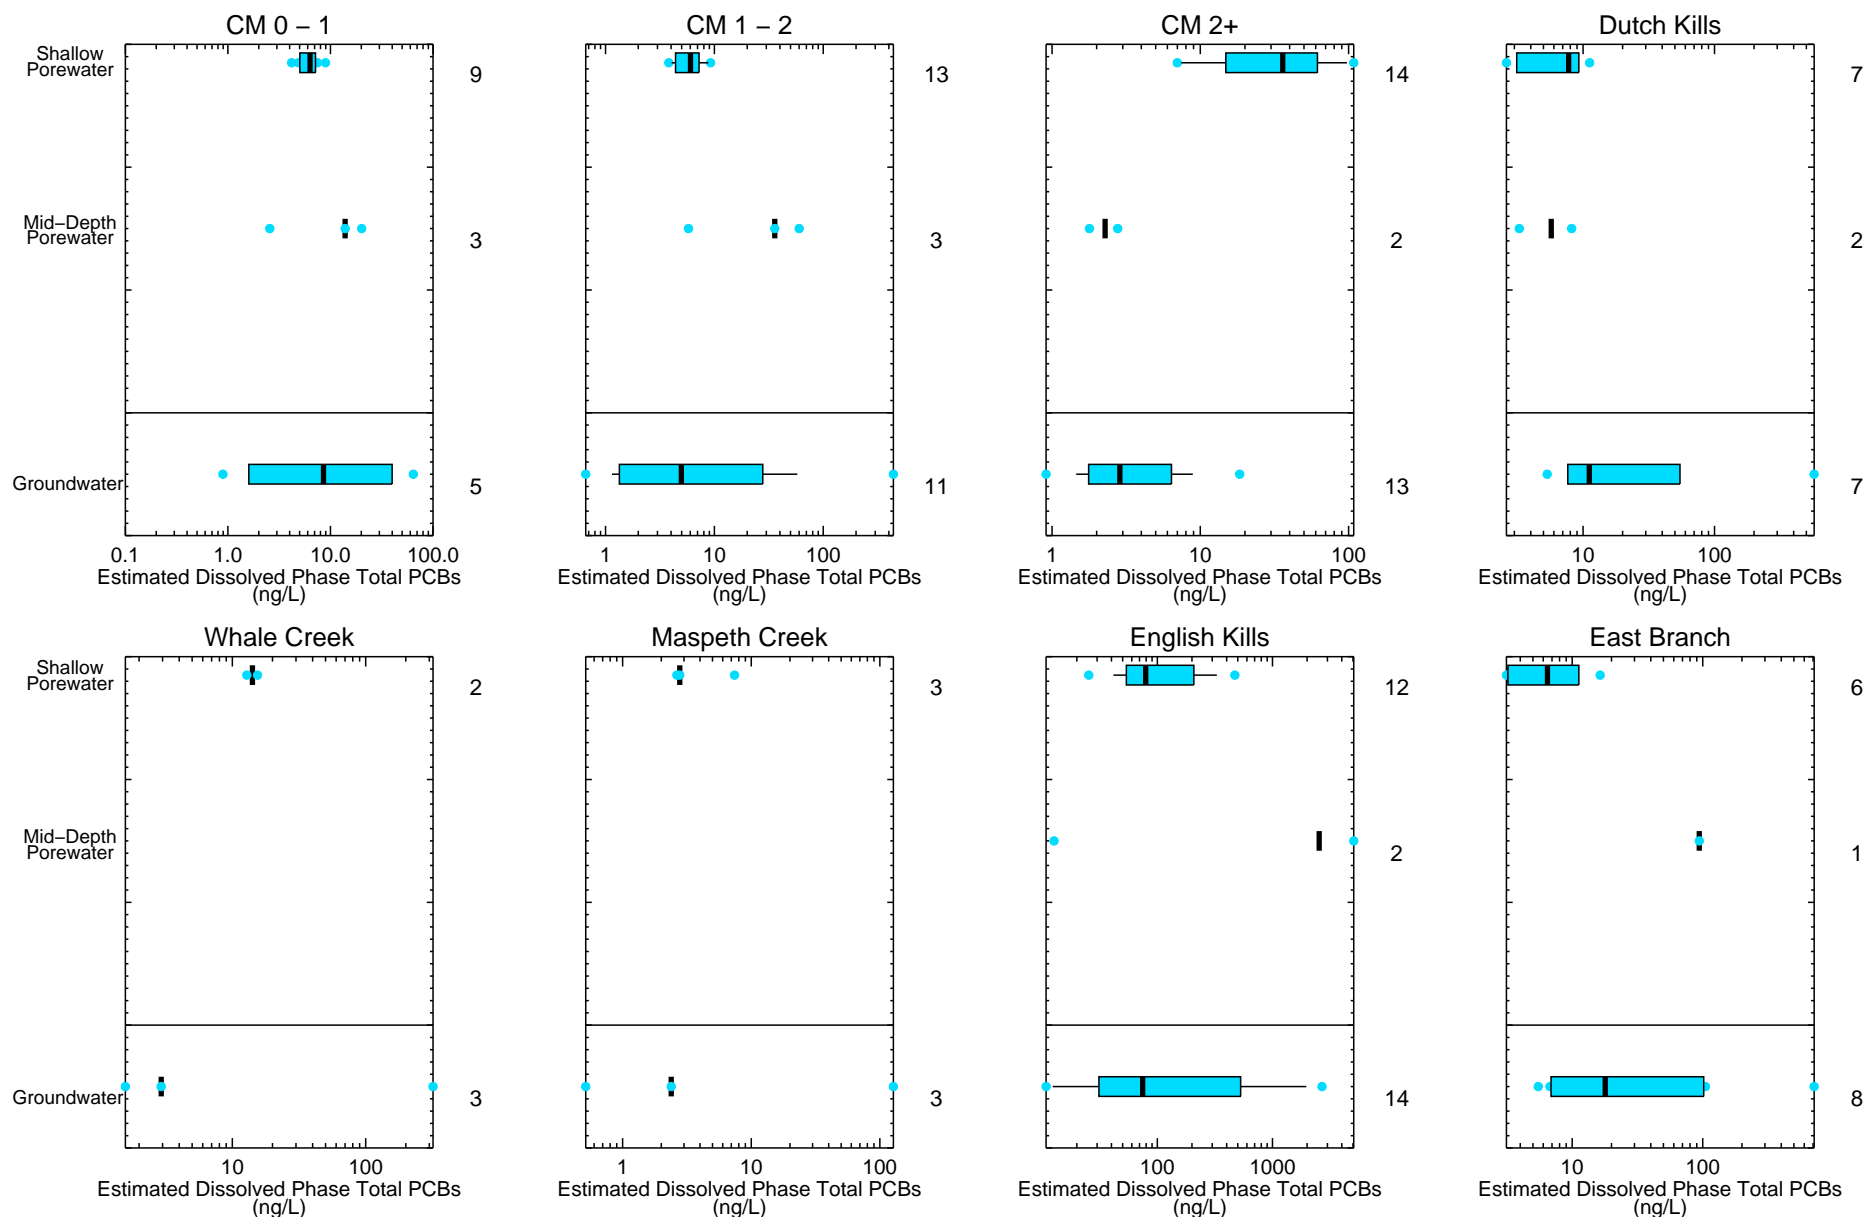 CM 0 – 1
Shallow
Porewater
9
Mid–Depth
Porewater
3
Groundwater
5
0.1 1.0 10.0 100.0
Estimated Dissolved Phase Total PCBs
(ng/L)
CM 1 – 2
13
3
11
1 10 100
Estimated Dissolved Phase Total PCBs
(ng/L)
CM 2+
14
2
13
1 10 100
Estimated Dissolved Phase Total PCBs
(ng/L)
Dutch Kills
7
2
7
10 100
Estimated Dissolved Phase Total PCBs
(ng/L)
Whale Creek
Shallow
Porewater
2
Mid–Depth
Porewater
Groundwater
3
10 100
Estimated Dissolved Phase Total PCBs
(ng/L)
Maspeth Creek
3
3
1 10 100
Estimated Dissolved Phase Total PCBs
(ng/L)
English Kills
12
2
14
100 1000
Estimated Dissolved Phase Total PCBs
(ng/L)
East Branch
6
1
8
10 100
Estimated Dissolved Phase Total PCBs
(ng/L)